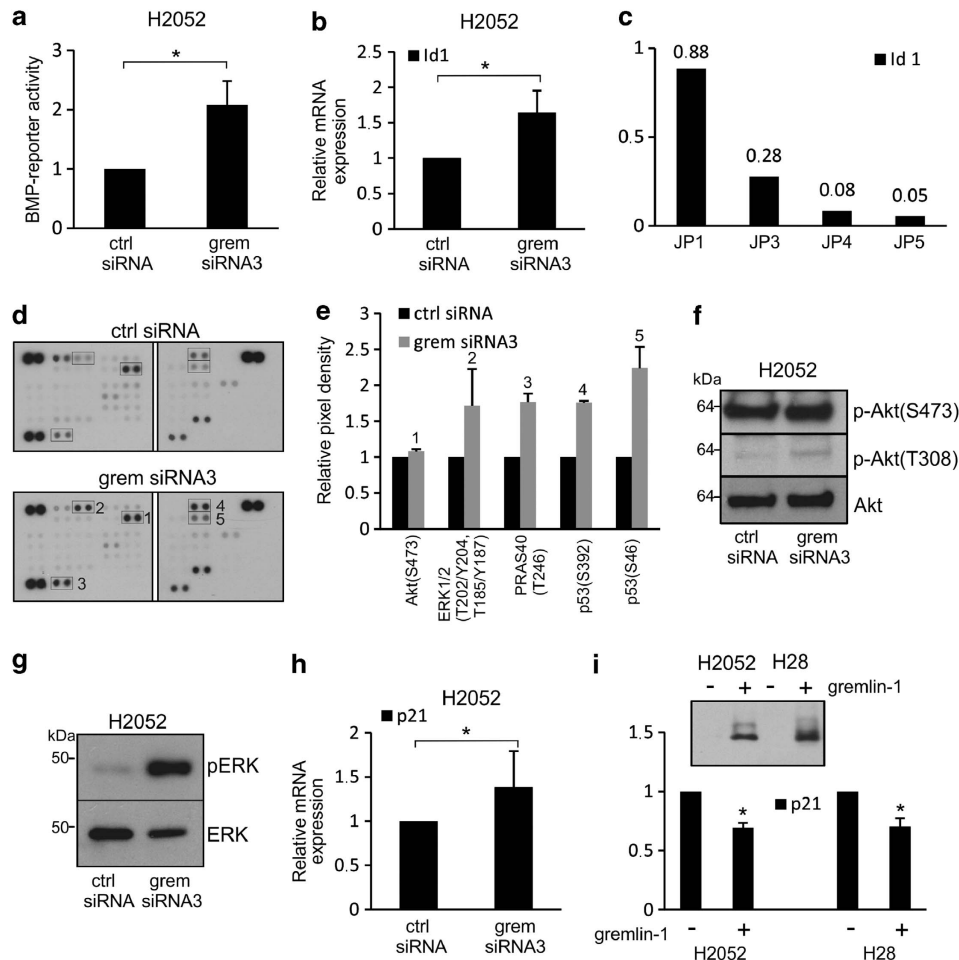 a
H2052
BMP-reporter activity
3
2
1
0
*
ctrl siRNA
grem siRNA3
b
H2052
Id1
Relative mRNA expression
2.5
2
1.5
1
0.5
0
*
ctrl siRNA
grem siRNA3
c
Id 1
1
0.5
0
0.88
0.28
0.08
0.05
JP1
JP3
JP4
JP5
d
ctrl siRNA
grem siRNA3
2
1
3
4
5
e
ctrl siRNA
grem siRNA3
Relative pixel density
3
2.5
2
1.5
1
0.5
0
1
2
3
4
5
Akt(S473)
ERK1/2 (T202/Y204, T185/Y187)
PRAS40 (T246)
p53(S392)
p53(S46)
f
H2052
kDa
64
p-Akt(S473)
64
p-Akt(T308)
64
Akt
ctrl siRNA
grem siRNA3
g
H2052
kDa
50
pERK
50
ERK
ctrl siRNA
grem siRNA3
h
H2052
p21
Relative mRNA expression
2
1.5
1
0.5
0
*
ctrl siRNA
grem siRNA3
i
H2052 H28
- + - + gremlin-1
1.5
1
0.5
0
p21
*
*
gremlin-1 - + - +
H2052 H28